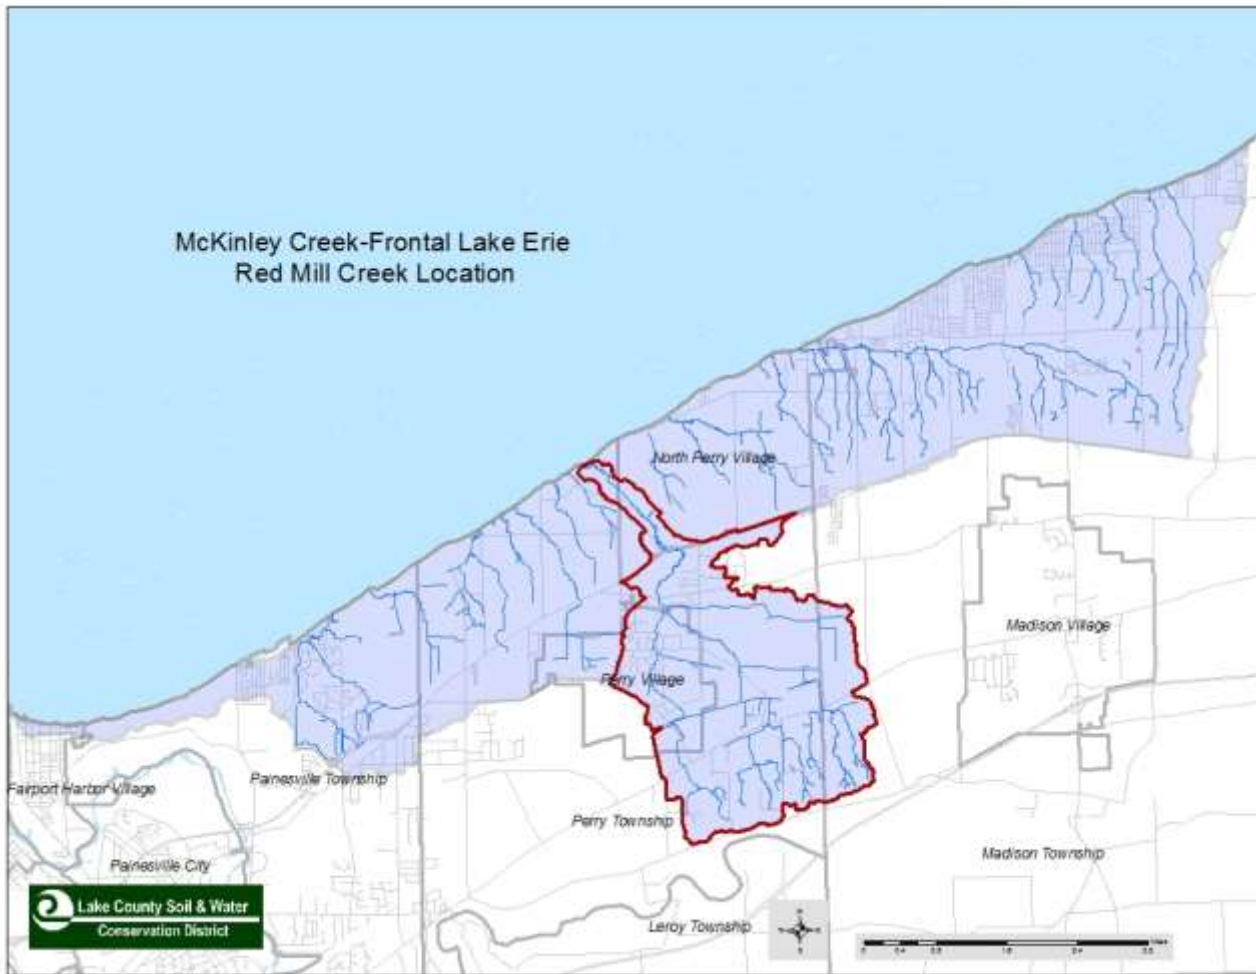 McKinley Creek-Frontal Lake Erie
Red Mill Creek Location
North Perry Village
Madison Village
Perry Village
Fairport Harbor Village
Painesville Township
Perry Township
Painesville City
Madison Township
Leroy Township
Lake County Soil & Water
Conservation District